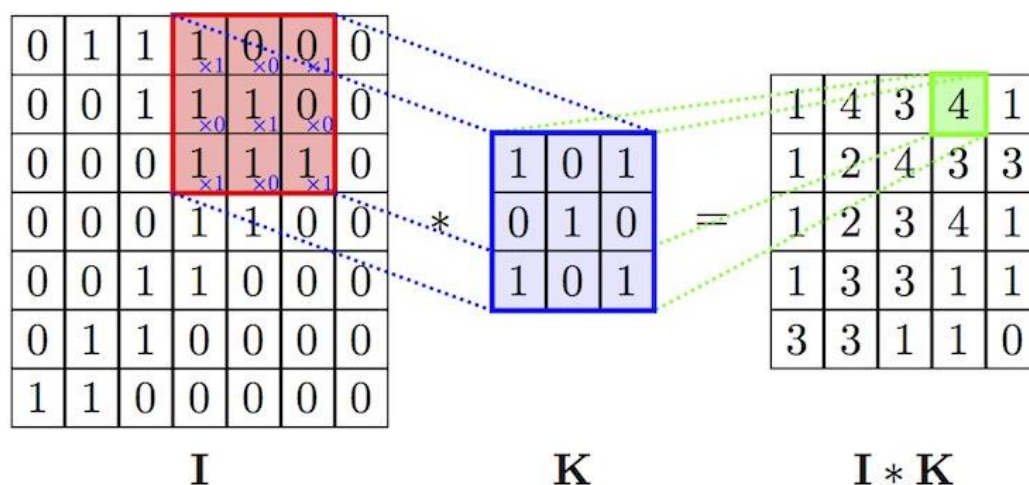 0 1 1 1 0 0 0
×1 ×0 ×1
0 0 1 1 1 0 0
×0 ×1 ×0
0 0 0 1 1 1 0
×1 ×0 ×1
0 0 0 1 1 0 0
0 0 1 1 0 0 0
0 1 1 0 0 0 0
1 1 0 0 0 0 0
I
*
1 0 1
0 1 0
1 0 1
K
=
1 4 3 4 1
1 2 4 3 3
1 2 3 4 1
1 3 3 1 1
3 3 1 1 0
I * K